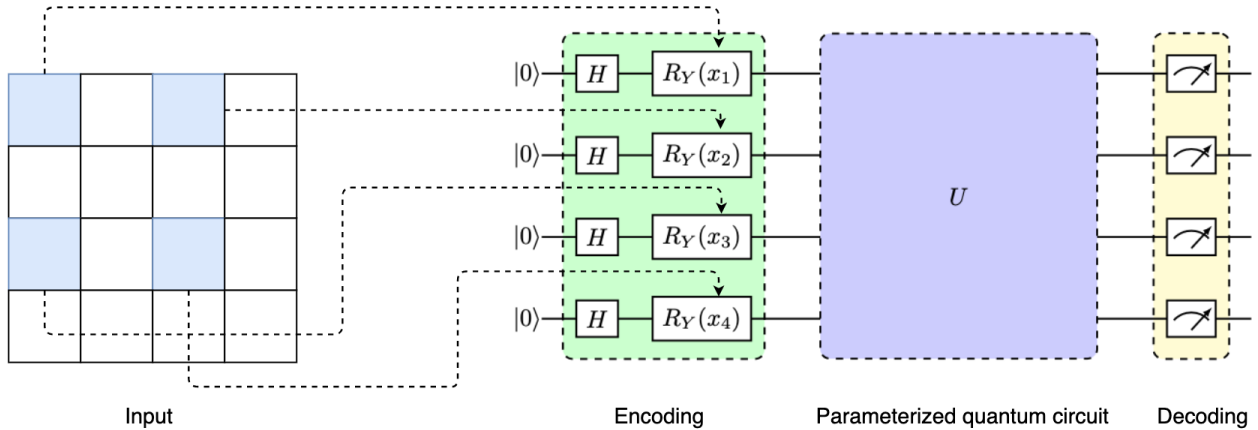 |0⟩ H R_Y(x_1)
|0⟩ H R_Y(x_2)
U
|0⟩ H R_Y(x_3)
|0⟩ H R_Y(x_4)
Input Encoding Parameterized quantum circuit Decoding